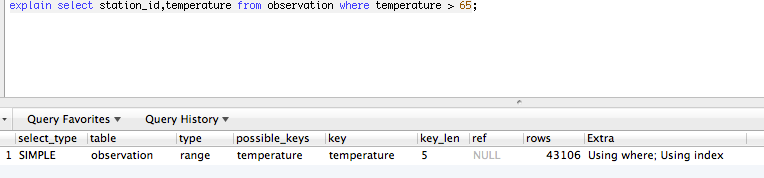 explain select station_id,temperature from observation where temperature > 65;
Query Favorites ▼ Query History ▼
select_type table type possible_keys key key_len ref rows Extra
1 SIMPLE observation range temperature temperature 5 NULL 43106 Using where; Using index